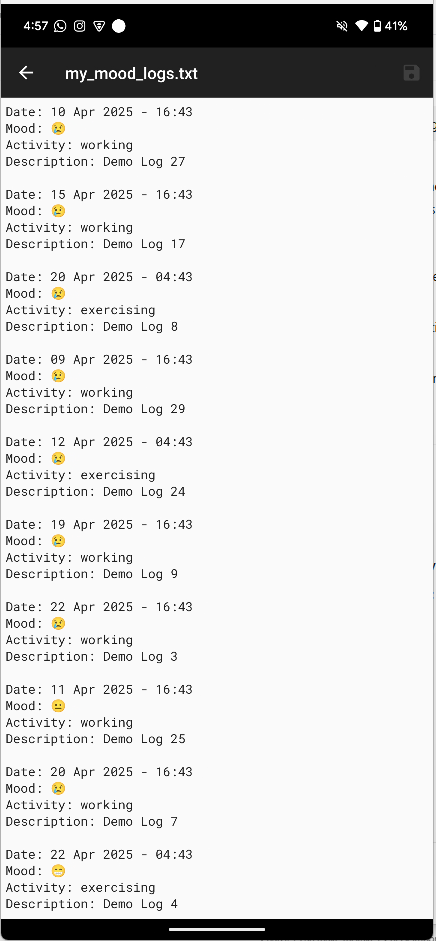 4:57 41%
my_mood_logs.txt
Date: 10 Apr 2025 - 16:43
Mood: 😢
Activity: working
Description: Demo Log 27
Date: 15 Apr 2025 - 16:43
Mood: 😢
Activity: working
Description: Demo Log 17
Date: 20 Apr 2025 - 04:43
Mood: 😢
Activity: exercising
Description: Demo Log 8
Date: 09 Apr 2025 - 16:43
Mood: 😢
Activity: working
Description: Demo Log 29
Date: 12 Apr 2025 - 04:43
Mood: 😢
Activity: exercising
Description: Demo Log 24
Date: 19 Apr 2025 - 16:43
Mood: 😢
Activity: working
Description: Demo Log 9
Date: 22 Apr 2025 - 16:43
Mood: 😢
Activity: working
Description: Demo Log 3
Date: 11 Apr 2025 - 16:43
Mood: 😐
Activity: working
Description: Demo Log 25
Date: 20 Apr 2025 - 16:43
Mood: 😢
Activity: working
Description: Demo Log 7
Date: 22 Apr 2025 - 04:43
Mood: 😁
Activity: exercising
Description: Demo Log 4